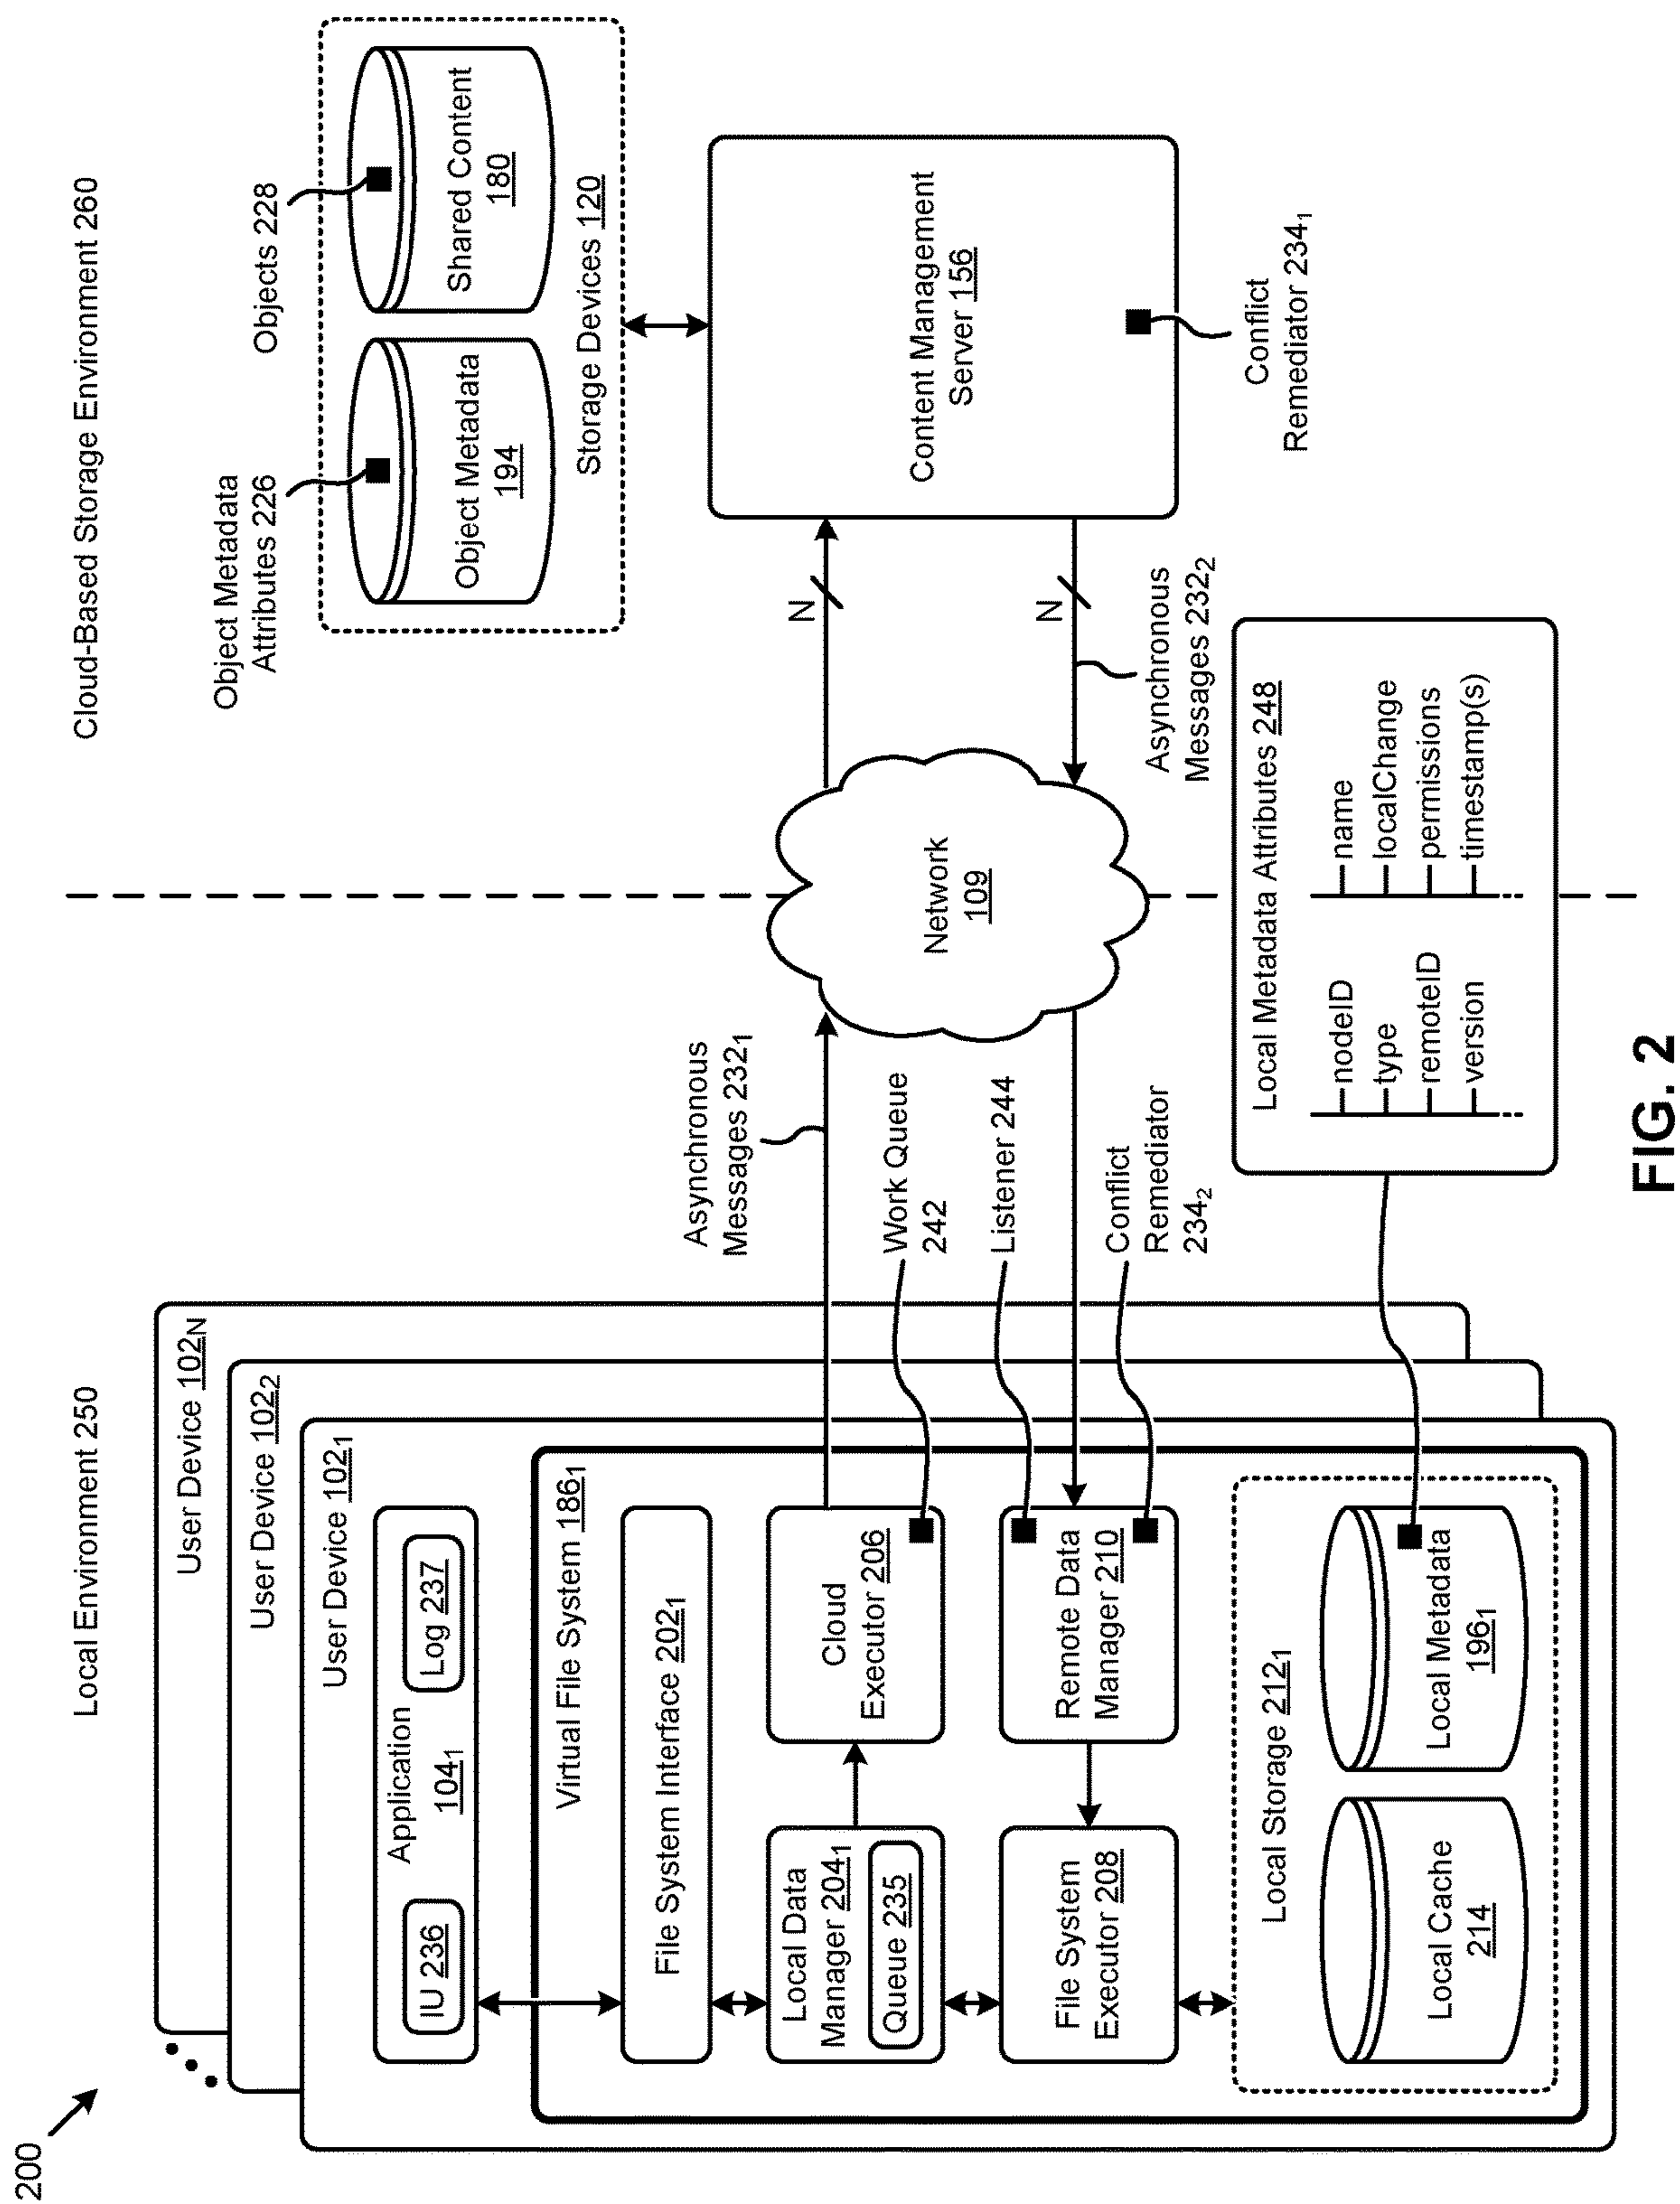 200
Local Environment 250
Cloud-Based Storage Environment 260
User Device 102N
User Device 1022
User Device 1021
Application
1041
IU 236
Log 237
Virtual File System 1861
File System Interface 2021
Local Data
Manager 2041
Queue 235
Cloud
Executor 206
File System
Executor 208
Remote Data
Manager 210
Local Storage 2121
Local Cache
214
Local Metadata
1961
Asynchronous
Messages 2321
Work Queue
242
Listener 244
Conflict
Remediator
2342
Network
109
N
N
Asynchronous
Messages 2322
Object Metadata
Attributes 226
Objects 228
Object Metadata
194
Shared Content
180
Storage Devices 120
Content Management
Server 156
Conflict
Remediator 2341
Local Metadata Attributes 248
nodeID
type
remoteID
version
name
localChange
permissions
timestamp(s)
FIG. 2